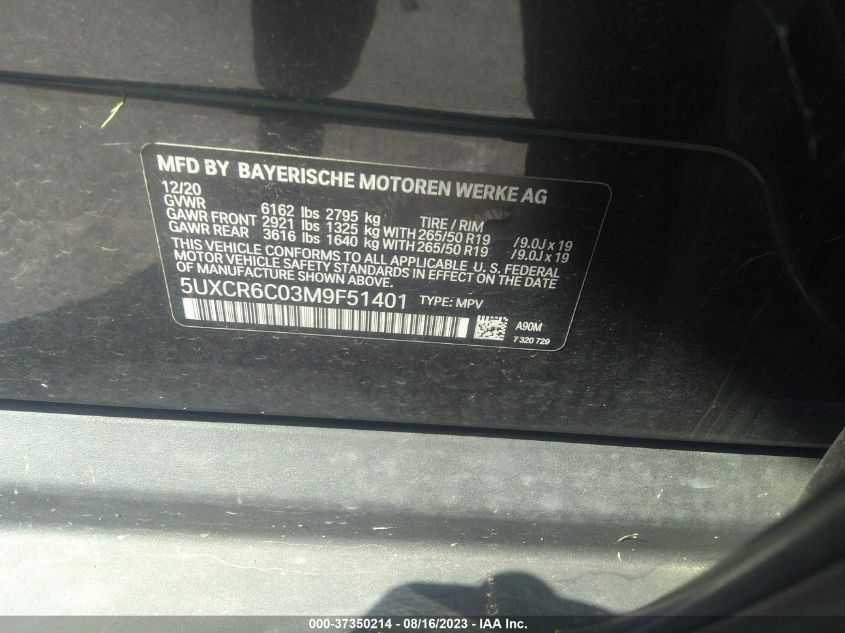 MFD BY BAYERISCHE MOTOREN WERKE AG
12/20
GVWR 6162 lbs 2795 kg TIRE / RIM
GAWR FRONT 2921 lbs 1325 kg WITH 265/50 R19 /9.0J x 19
GAWR REAR 3616 lbs 1640 kg WITH 265/50 R19 /9.0J x 19
THIS VEHICLE CONFORMS TO ALL APPLICABLE U.S. FEDERAL
MOTOR VEHICLE SAFETY STANDARDS IN EFFECT ON THE DATE
OF MANUFACTURE SHOWN ABOVE.
5UXCR6C03M9F51401 TYPE: MPV
A90M
7 320 729
000-37350214 - 08/16/2023 - IAA Inc.